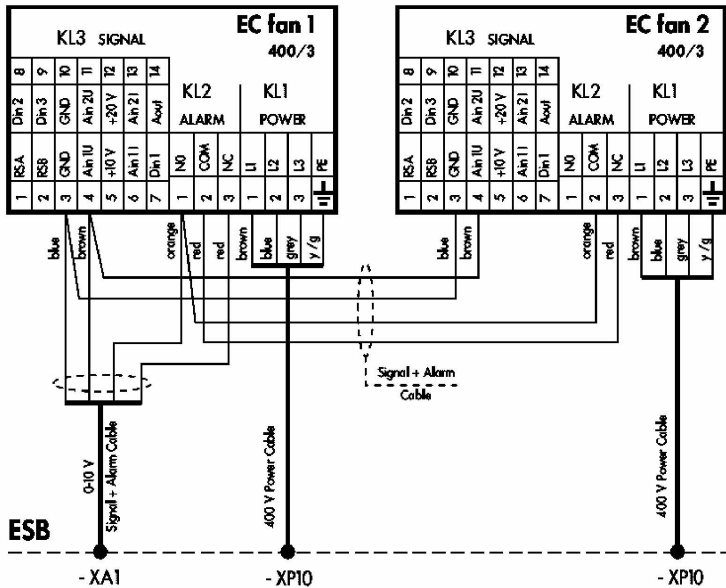 EC fan 1
KL3 SIGNAL
400/3
8 9 10 11 12 13 14
Din 2
Din 3
GND
Ain 2U
+20 V
Ain 2I
Aout
KL2
KL1
ALARM
POWER
RSA
RSB
GND
Ain 1U
+10 V
Ain 1I
Din 1
N0
COM
NC
L1
L2
L3
PE
1 2 3 4 5 6 7 1 2 3 1 2 3
blue
brown
orange
red
red
brown
blue
grey
y/g
EC fan 2
KL3 SIGNAL
400/3
8 9 10 11 12 13 14
Din 2
Din 3
GND
Ain 2U
+20 V
Ain 2I
Aout
KL2
KL1
ALARM
POWER
RSA
RSB
GND
Ain 1U
+10 V
Ain 1I
Din 1
N0
COM
NC
L1
L2
L3
PE
1 2 3 4 5 6 7 1 2 3 1 2 3
blue
brown
orange
red
brown
blue
grey
y/g
Signal + Alarm
Cable
0-10 V
Signal + Alarm Cable
400 V Power Cable
400 V Power Cable
ESB
- XA1
- XP10
- XP10